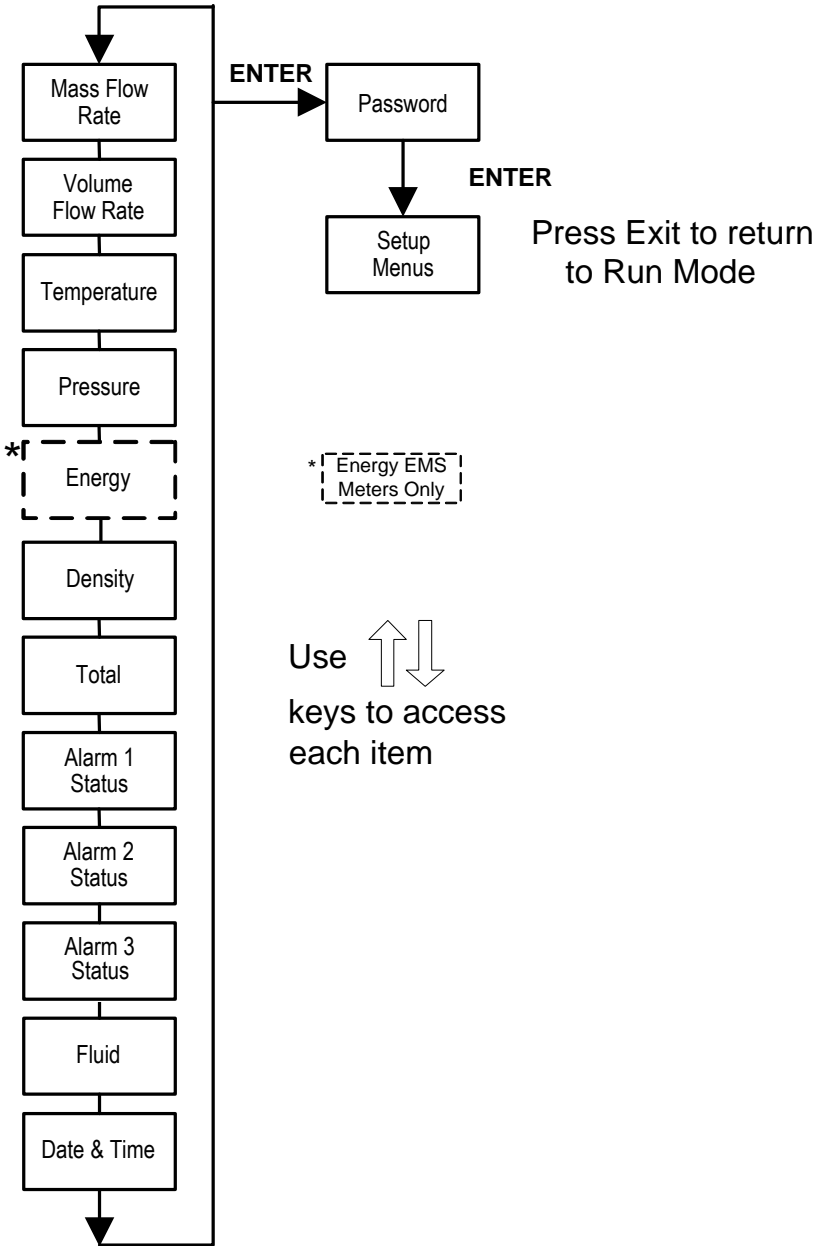 Mass Flow
Rate
Volume
Flow Rate
Temperature
Pressure
*
Energy
Density
Total
Alarm 1
Status
Alarm 2
Status
Alarm 3
Status
Fluid
Date & Time
ENTER
Password
ENTER
Setup
Menus
Press Exit to return
to Run Mode
* Energy EMS
Meters Only
Use
keys to access
each item